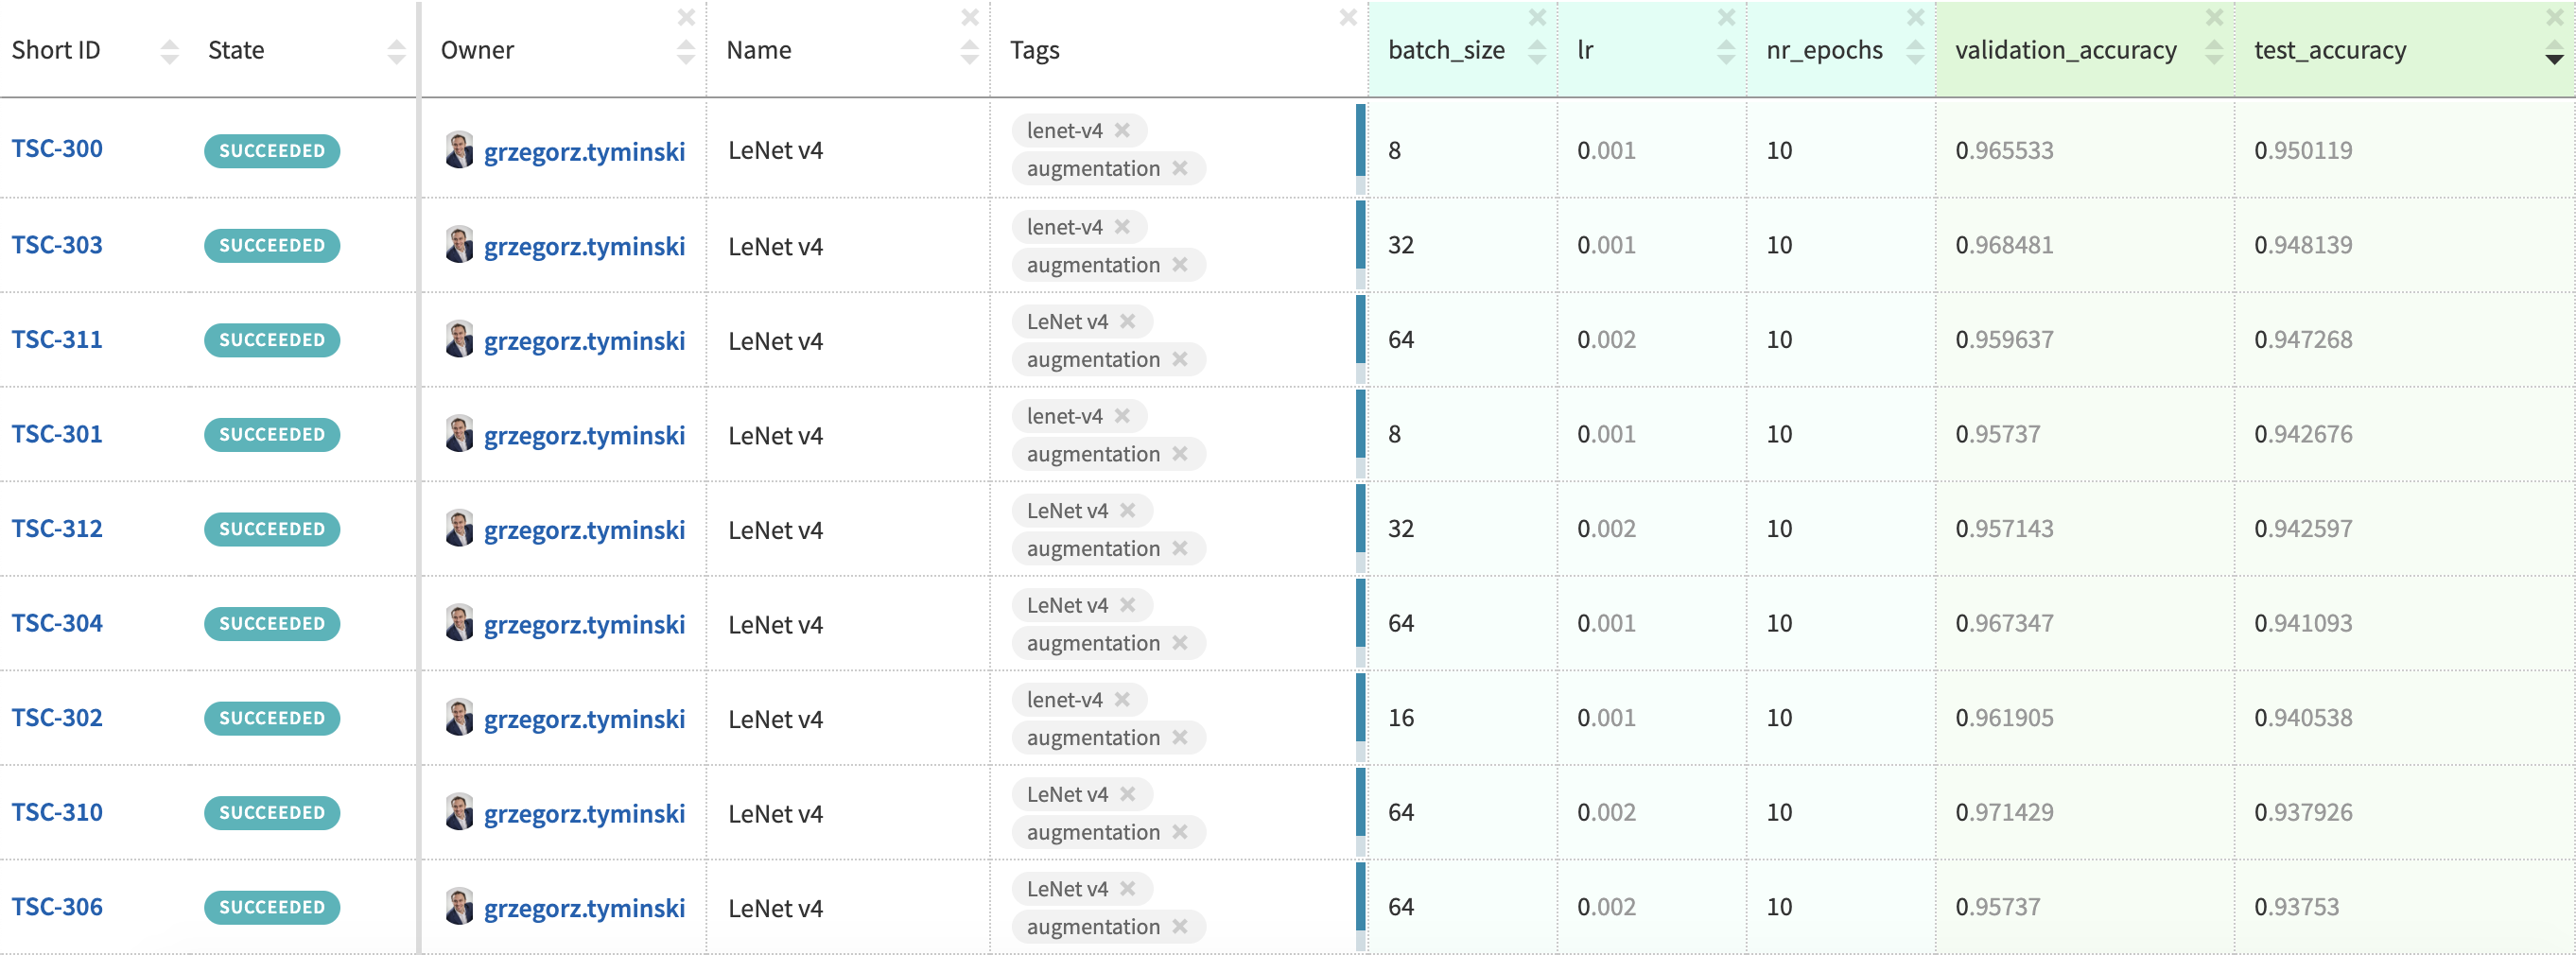 Short ID State Owner Name Tags batch_size lr nr_epochs validation_accuracy test_accuracy
TSC-300 SUCCEEDED grzegorz.tyminski LeNet v4 lenet-v4 augmentation 8 0.001 10 0.965533 0.950119
TSC-303 SUCCEEDED grzegorz.tyminski LeNet v4 lenet-v4 augmentation 32 0.001 10 0.968481 0.948139
TSC-311 SUCCEEDED grzegorz.tyminski LeNet v4 LeNet v4 augmentation 64 0.002 10 0.959637 0.947268
TSC-301 SUCCEEDED grzegorz.tyminski LeNet v4 lenet-v4 augmentation 8 0.001 10 0.95737 0.942676
TSC-312 SUCCEEDED grzegorz.tyminski LeNet v4 LeNet v4 augmentation 32 0.002 10 0.957143 0.942597
TSC-304 SUCCEEDED grzegorz.tyminski LeNet v4 LeNet v4 augmentation 64 0.001 10 0.967347 0.941093
TSC-302 SUCCEEDED grzegorz.tyminski LeNet v4 lenet-v4 augmentation 16 0.001 10 0.961905 0.940538
TSC-310 SUCCEEDED grzegorz.tyminski LeNet v4 LeNet v4 augmentation 64 0.002 10 0.971429 0.937926
TSC-306 SUCCEEDED grzegorz.tyminski LeNet v4 LeNet v4 augmentation 64 0.002 10 0.95737 0.93753